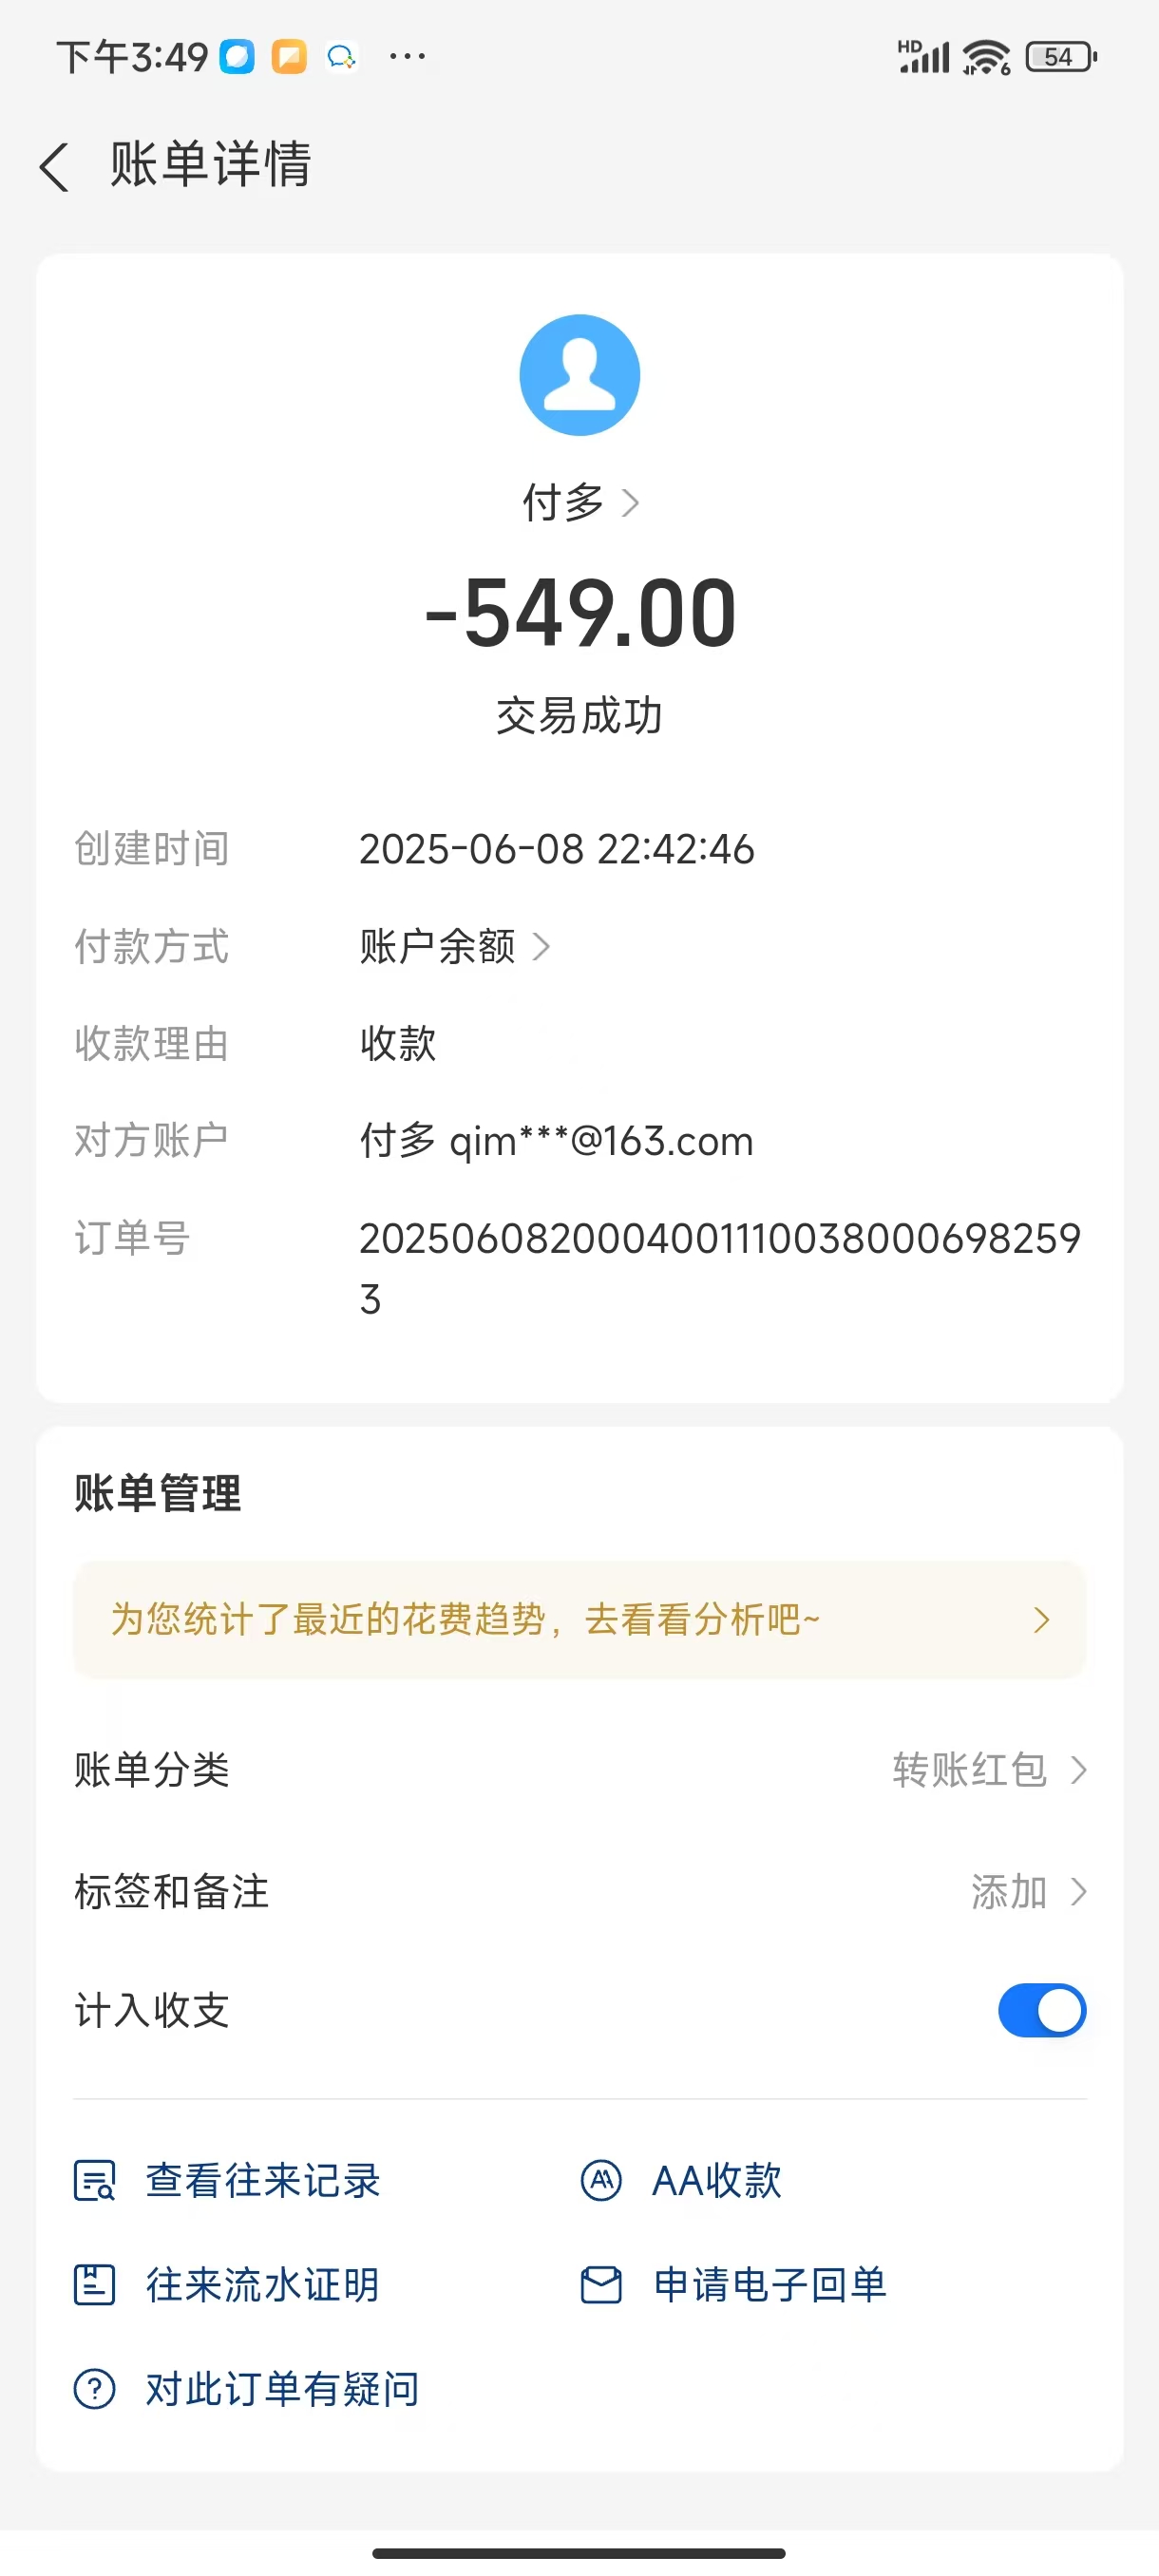 下午3:49 ...
HD 6 54
账单详情
付多
-549.00
交易成功
创建时间 2025-06-08 22:42:46
付款方式 账户余额
收款理由 收款
对方账户 付多 qim***@163.com
订单号 2025060820004001110038000698259
3
账单管理
为您统计了最近的花费趋势，去看看分析吧~
账单分类 转账红包
标签和备注 添加
计入收支
查看往来记录 AA收款
往来流水证明 申请电子回单
对此订单有疑问